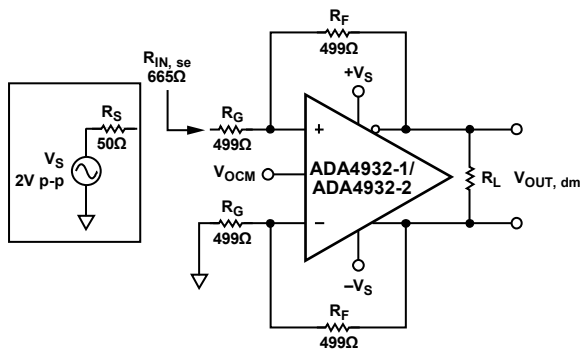 RF
499Ω
RIN, se
665Ω
+VS
RS
50Ω
RG
499Ω
+
VS
2V p-p
VOCM
ADA4932-1/
ADA4932-2
RL
VOUT, dm
RG
499Ω
−
−VS
RF
499Ω